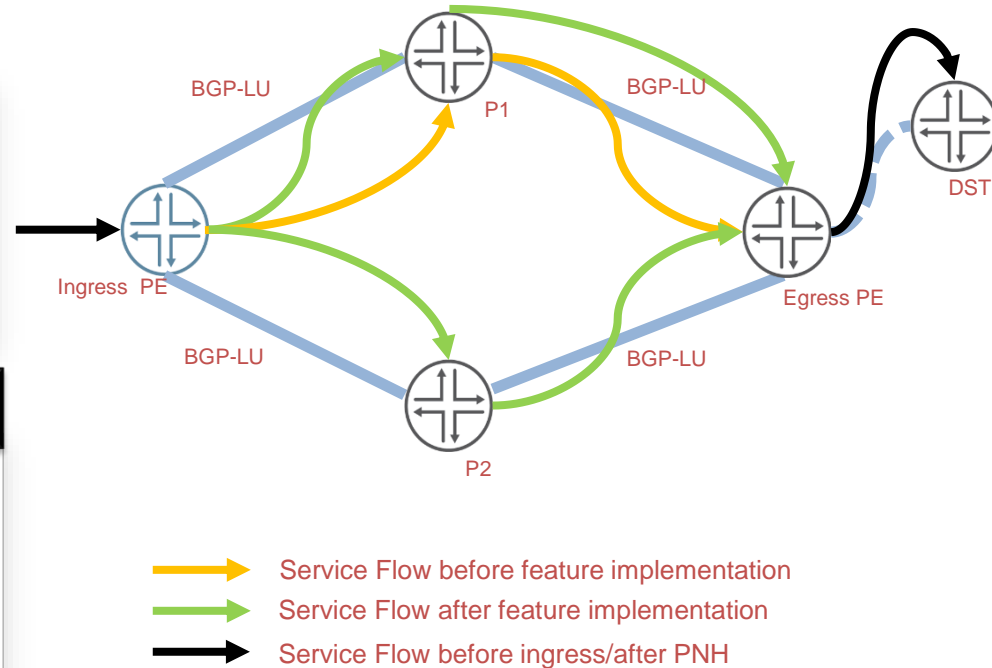 BGP-LU
P1
BGP-LU
DST
Ingress PE
Egress PE
BGP-LU
BGP-LU
P2
Service Flow before feature implementation
Service Flow after feature implementation
Service Flow before ingress/after PNH